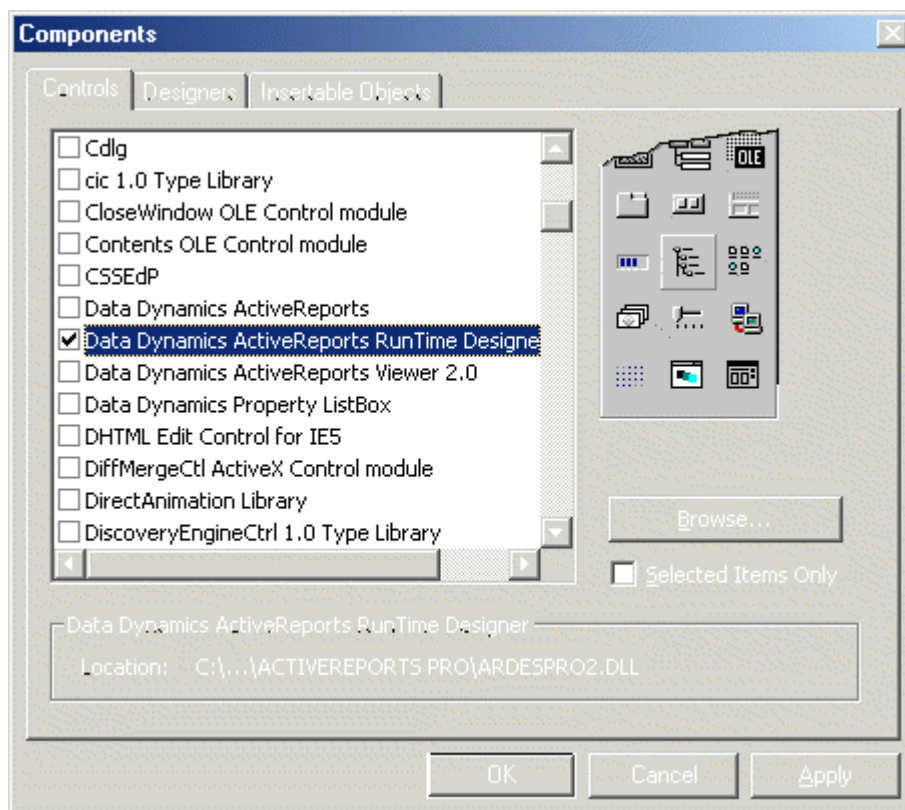 Components
Controls Designers Insertable Objects
Cdlg
cic 1.0 Type Library
CloseWindow OLE Control module
Contents OLE Control module
CSSEdP
Data Dynamics ActiveReports
Data Dynamics ActiveReports RunTime Designe
Data Dynamics ActiveReports Viewer 2.0
Data Dynamics Property ListBox
DHTML Edit Control for IE5
DiffMergeCtl ActiveX Control module
DirectAnimation Library
DiscoveryEngineCtrl 1.0 Type Library
OLE
Browse...
Selected Items Only
Data Dynamics ActiveReports RunTime Designer
Location: C:\...\ACTIVEREPORTS PRO\ARDESPRO2.DLL
OK Cancel Apply